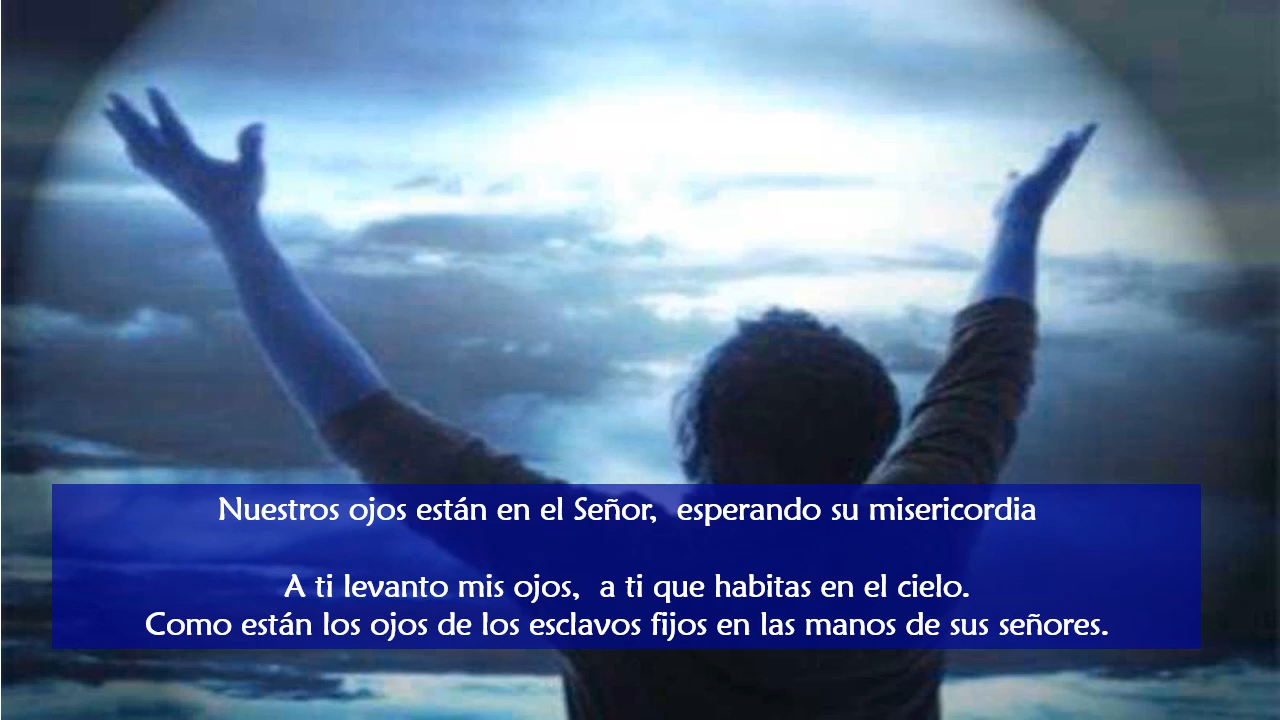 Nuestros ojos están en el Señor,  esperando su misericordia
A ti levanto mis ojos,  a ti que habitas en el cielo.
Como están los ojos de los esclavos fijos en las manos de sus señores.